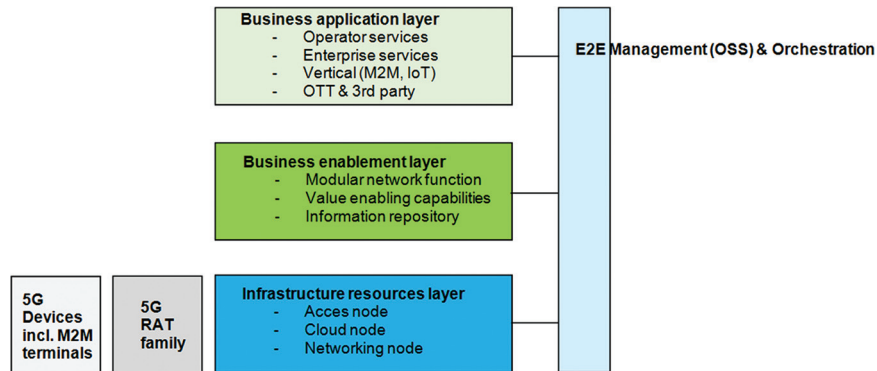 Business application layer
- Operator services
- Enterprise services
- Vertical (M2M, IoT)
- OTT & 3rd party
E2E Management (OSS) & Orchestration
Business enablement layer
- Modular network function
- Value enabling capabilities
- Information repository
5G
Devices
incl. M2M
terminals
5G
RAT
family
Infrastructure resources layer
- Acces node
- Cloud node
- Networking node